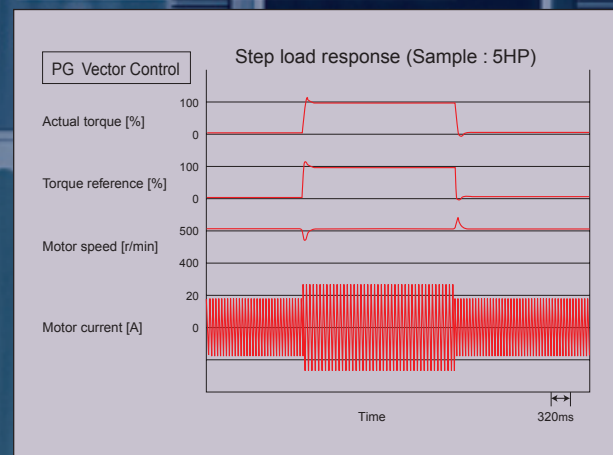 Step load response (Sample : 5HP)
PG Vector Control
100
Actual torque [%]
0
100
Torque reference [%]
0
500
Motor speed [r/min]
400
20
Motor current [A]
0
Time
320ms